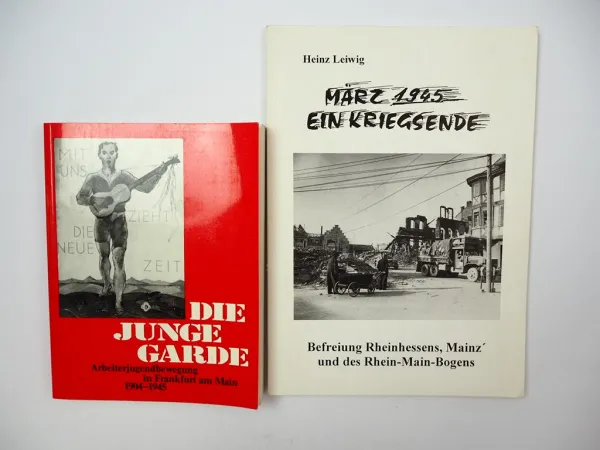 MIT
UNS
ZIEHT
DIE
NEUE
ZEIT
DIE
JUNGE
GARDE
Arbeiterjugendbewegung
in Frankfurt am Main
1904–1945
Heinz Leiwig
MÄRZ 1945
EIN KRIEGSENDE
Befreiung Rheinhessens, Mainz´
und des Rhein-Main-Bogens